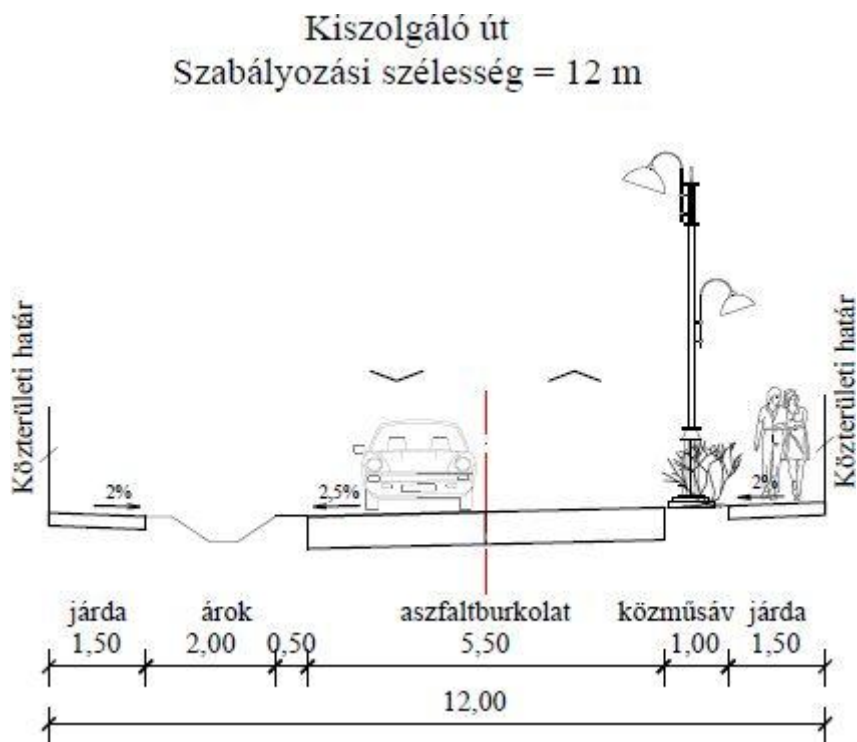 Kiszolgáló út
Szabályozási szélesség = 12 m
Közterületi határ
Közterületi határ
2%
2,5%
2%
járda árok aszfaltburkolat közműsáv járda
1,50 2,00 0,50 5,50 1,00 1,50
12,00